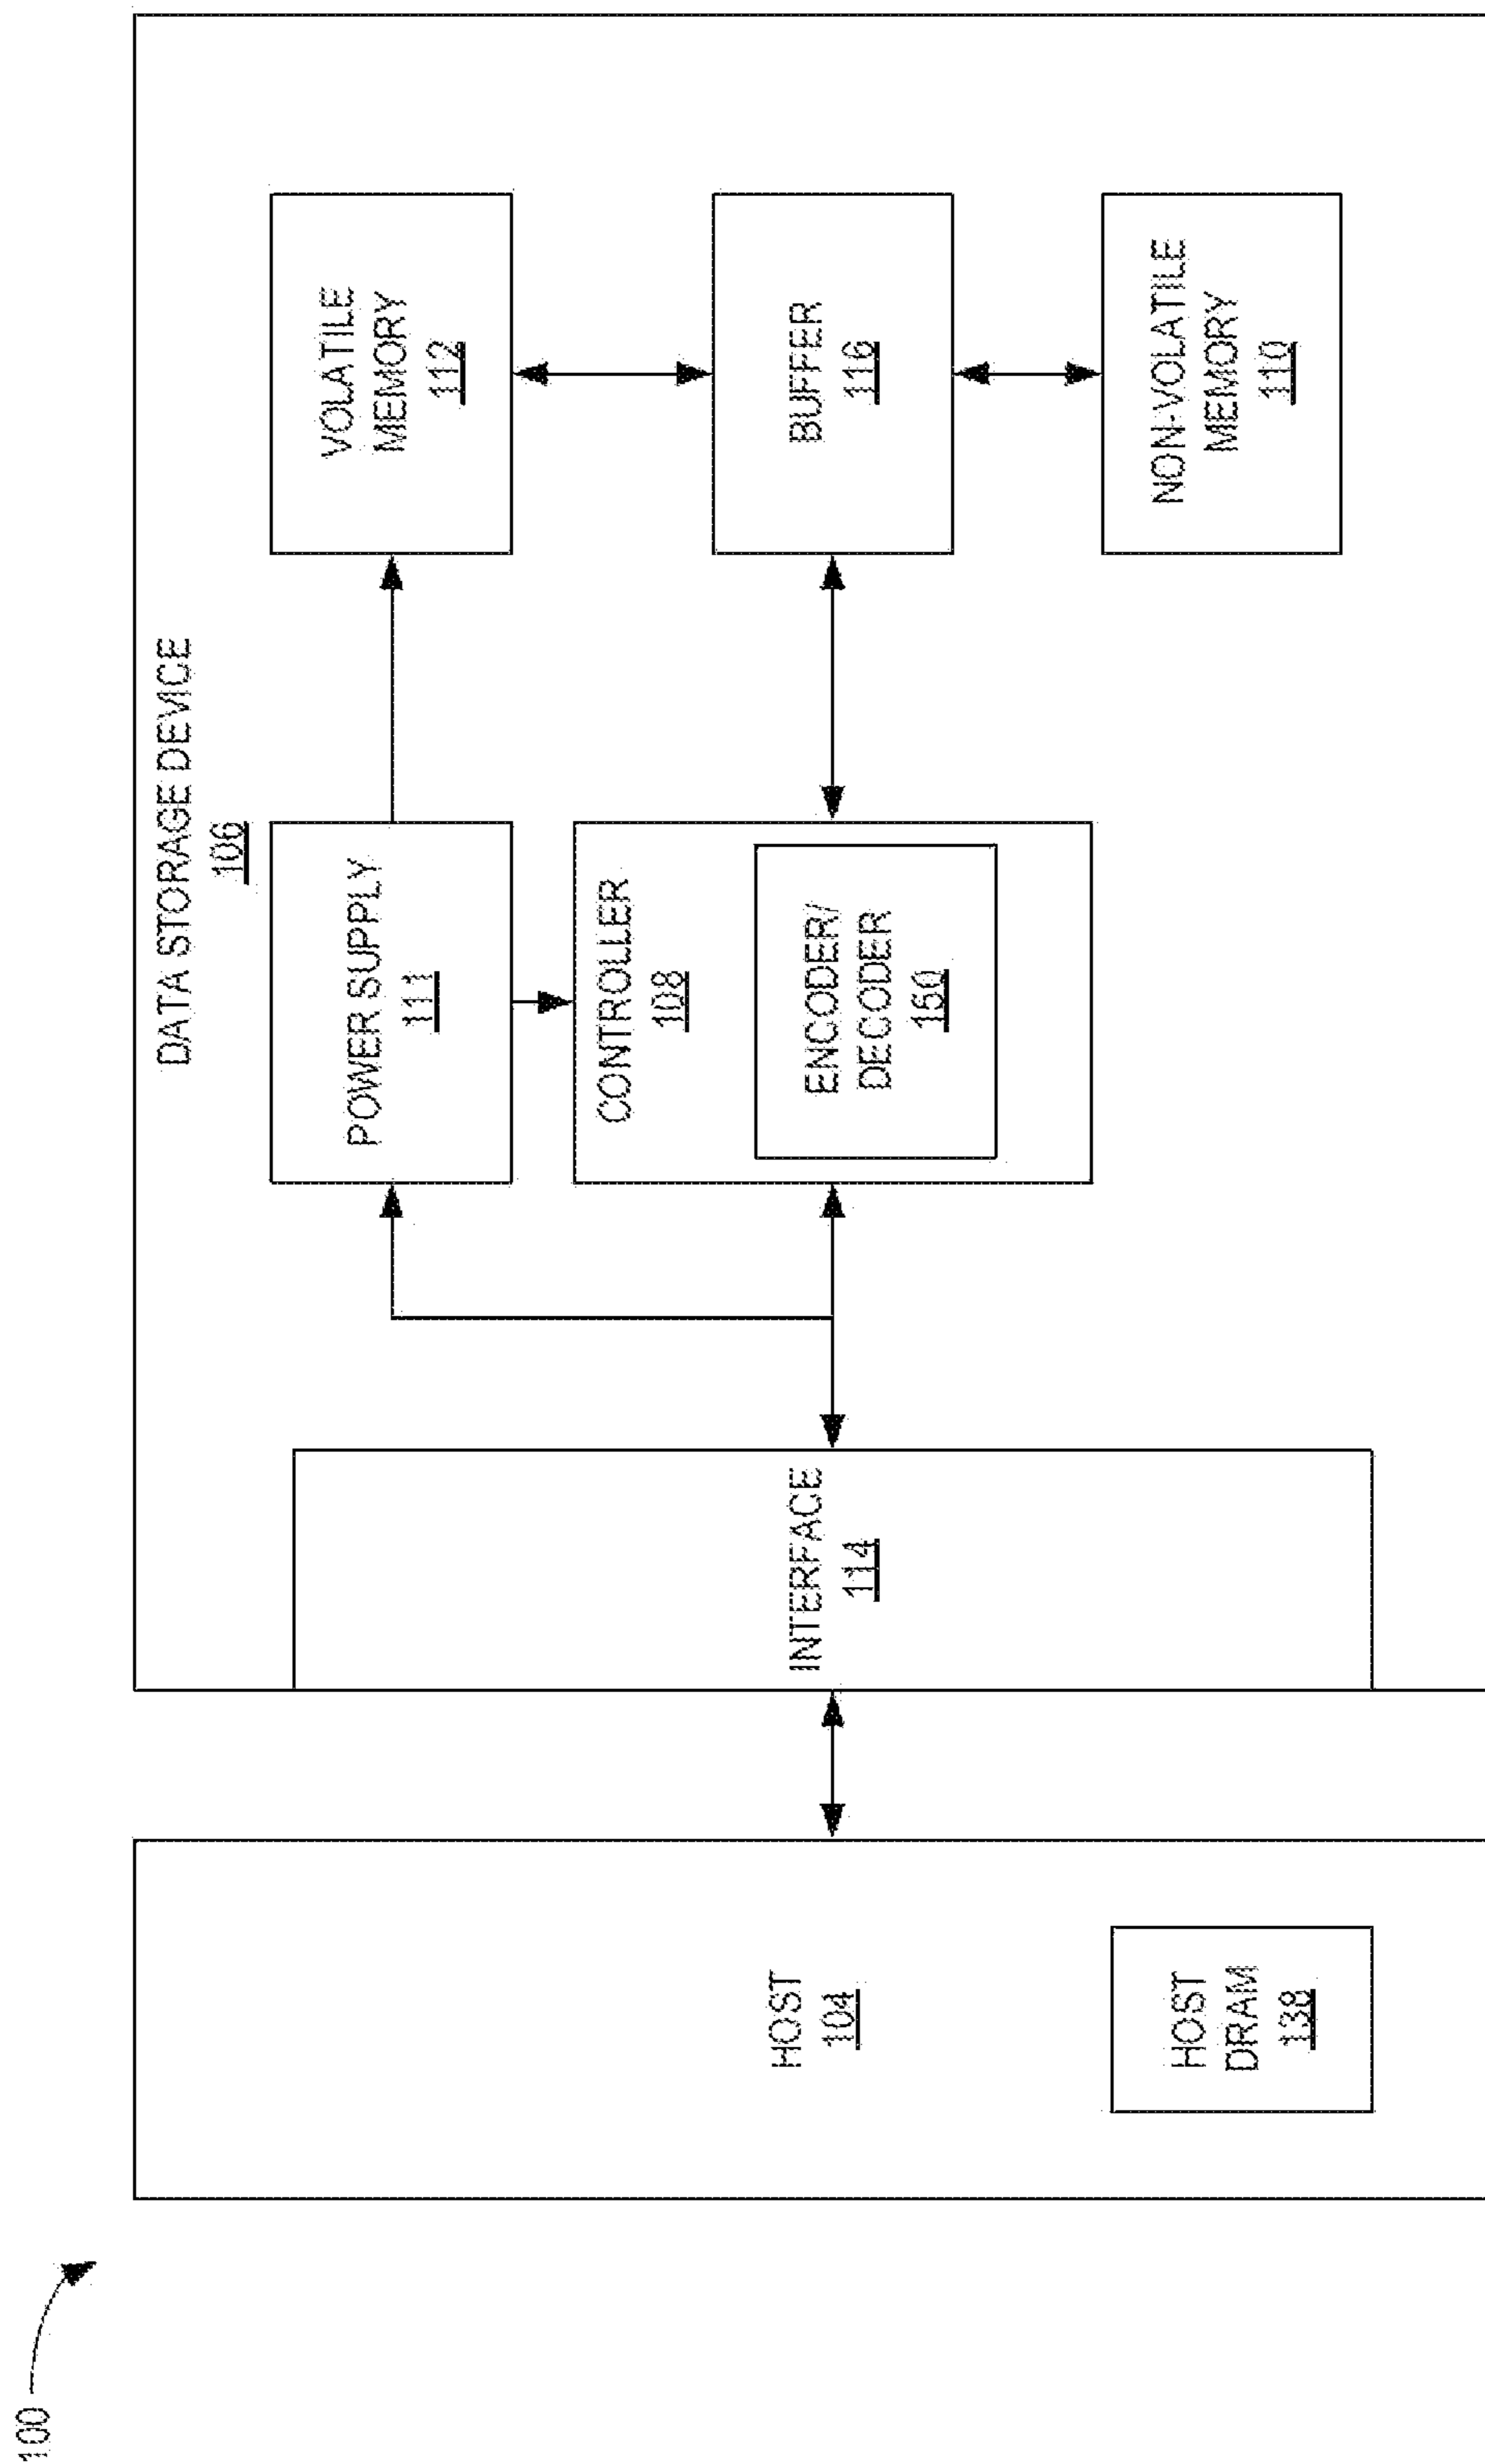 100
DATA STORAGE DEVICE
106
POWER SUPPLY
111
VOLATILE
MEMORY
112
CONTROLLER
108
ENCODER/
DECODER
150
BUFFER
116
NON-VOLATILE
MEMORY
110
INTERFACE
114
HOST
104
HOST
DRAM
138